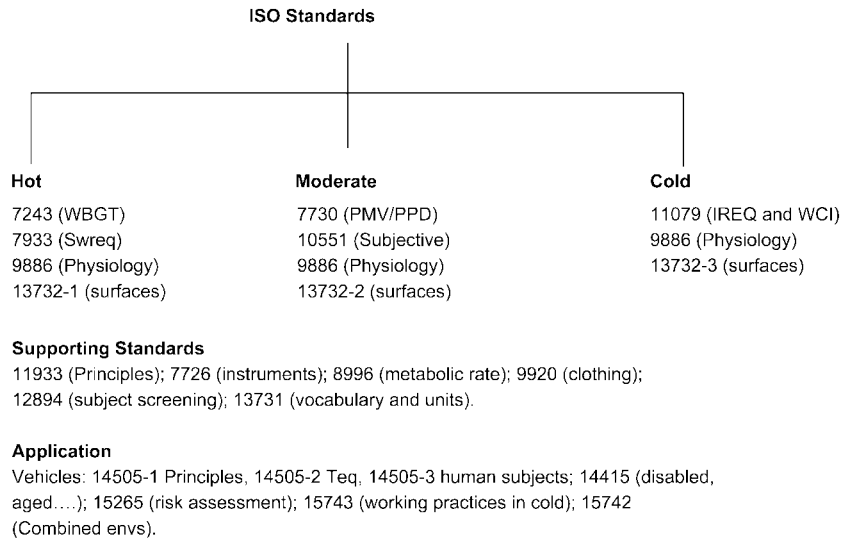 ISO Standards
Hot
7243 (WBGT)
7933 (Swreq)
9886 (Physiology)
13732-1 (surfaces)
Moderate
7730 (PMV/PPD)
10551 (Subjective)
9886 (Physiology)
13732-2 (surfaces)
Cold
11079 (IREQ and WCI)
9886 (Physiology)
13732-3 (surfaces)
Supporting Standards
11933 (Principles); 7726 (instruments); 8996 (metabolic rate); 9920 (clothing);
12894 (subject screening); 13731 (vocabulary and units).
Application
Vehicles: 14505-1 Principles, 14505-2 Teq, 14505-3 human subjects; 14415 (disabled,
aged….); 15265 (risk assessment); 15743 (working practices in cold); 15742
(Combined envs).